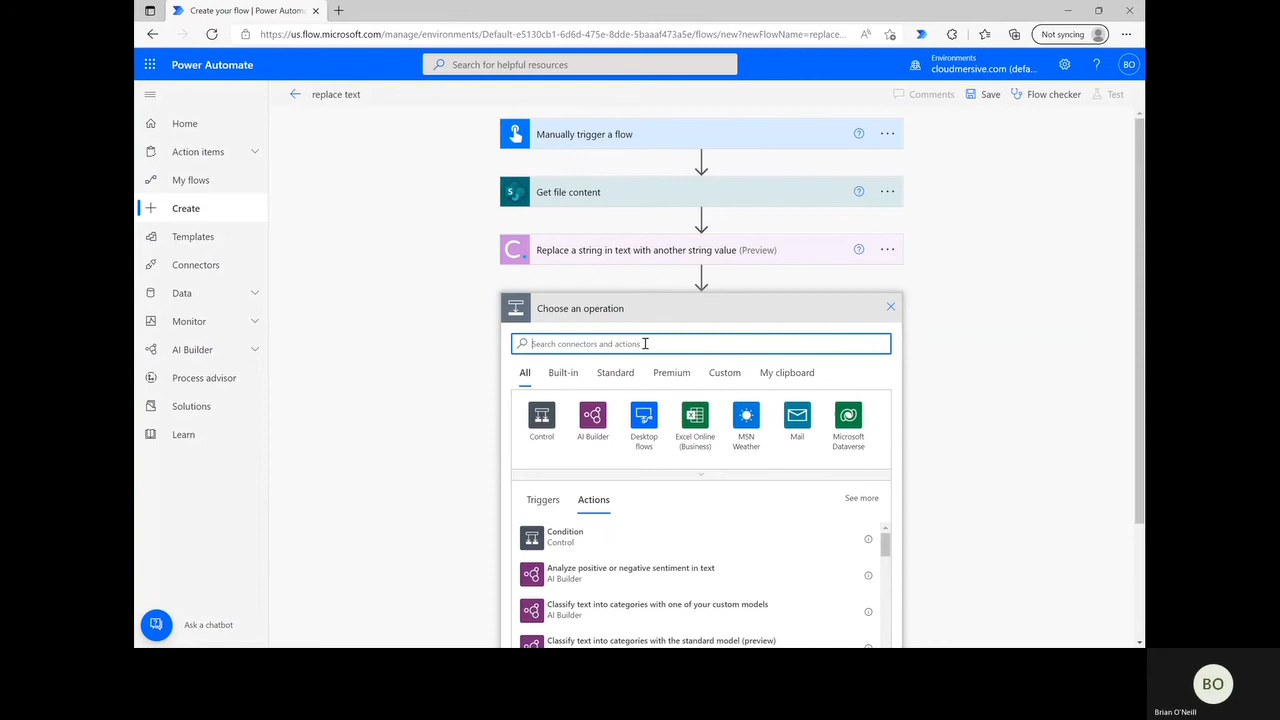 Create your flow | Power Autom
https://us.flow.microsoft.com/manage/environments/Default-e5130cb1-6d6d-475e-8dde-5baaaf473a5e/flows/new?newFlowName=replace...
Not syncing
Power Automate
Search for helpful resources
Environments
cloudmersive.com (defa...
BO
replace text
Comments
Save
Flow checker
Test
Home
Action items
My flows
Create
Templates
Connectors
Data
Monitor
AI Builder
Process advisor
Solutions
Learn
Ask a chatbot
Manually trigger a flow
Get file content
Replace a string in text with another string value (Preview)
Choose an operation
Search connectors and actions
All
Built-in
Standard
Premium
Custom
My clipboard
Control
AI Builder
Desktop
flows
Excel Online
(Business)
MSN
Weather
Mail
Microsoft
Dataverse
Triggers
Actions
See more
Condition
Control
Analyze positive or negative sentiment in text
AI Builder
Classify text into categories with one of your custom models
AI Builder
Classify text into categories with the standard model (preview)
BO
Brian O'Neill